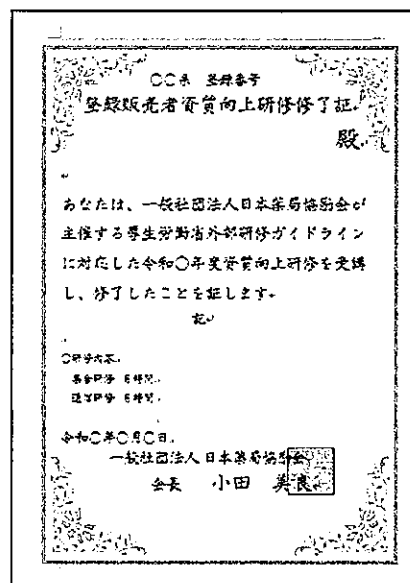 〇〇県 登録番号
登録販売者資質向上研修修了証
殿
あなたは、一般社団法人日本薬局協励会が
主催する厚生労働省外部研修ガイドライン
に対応した令和〇年度資質向上研修を受講
し、修了したことを証します。
記
〇研修内容
集合研修 6時間
通信研修 6時間
令和〇年〇月〇日
一般社団法人日本薬局協励会
会長 小田 美良